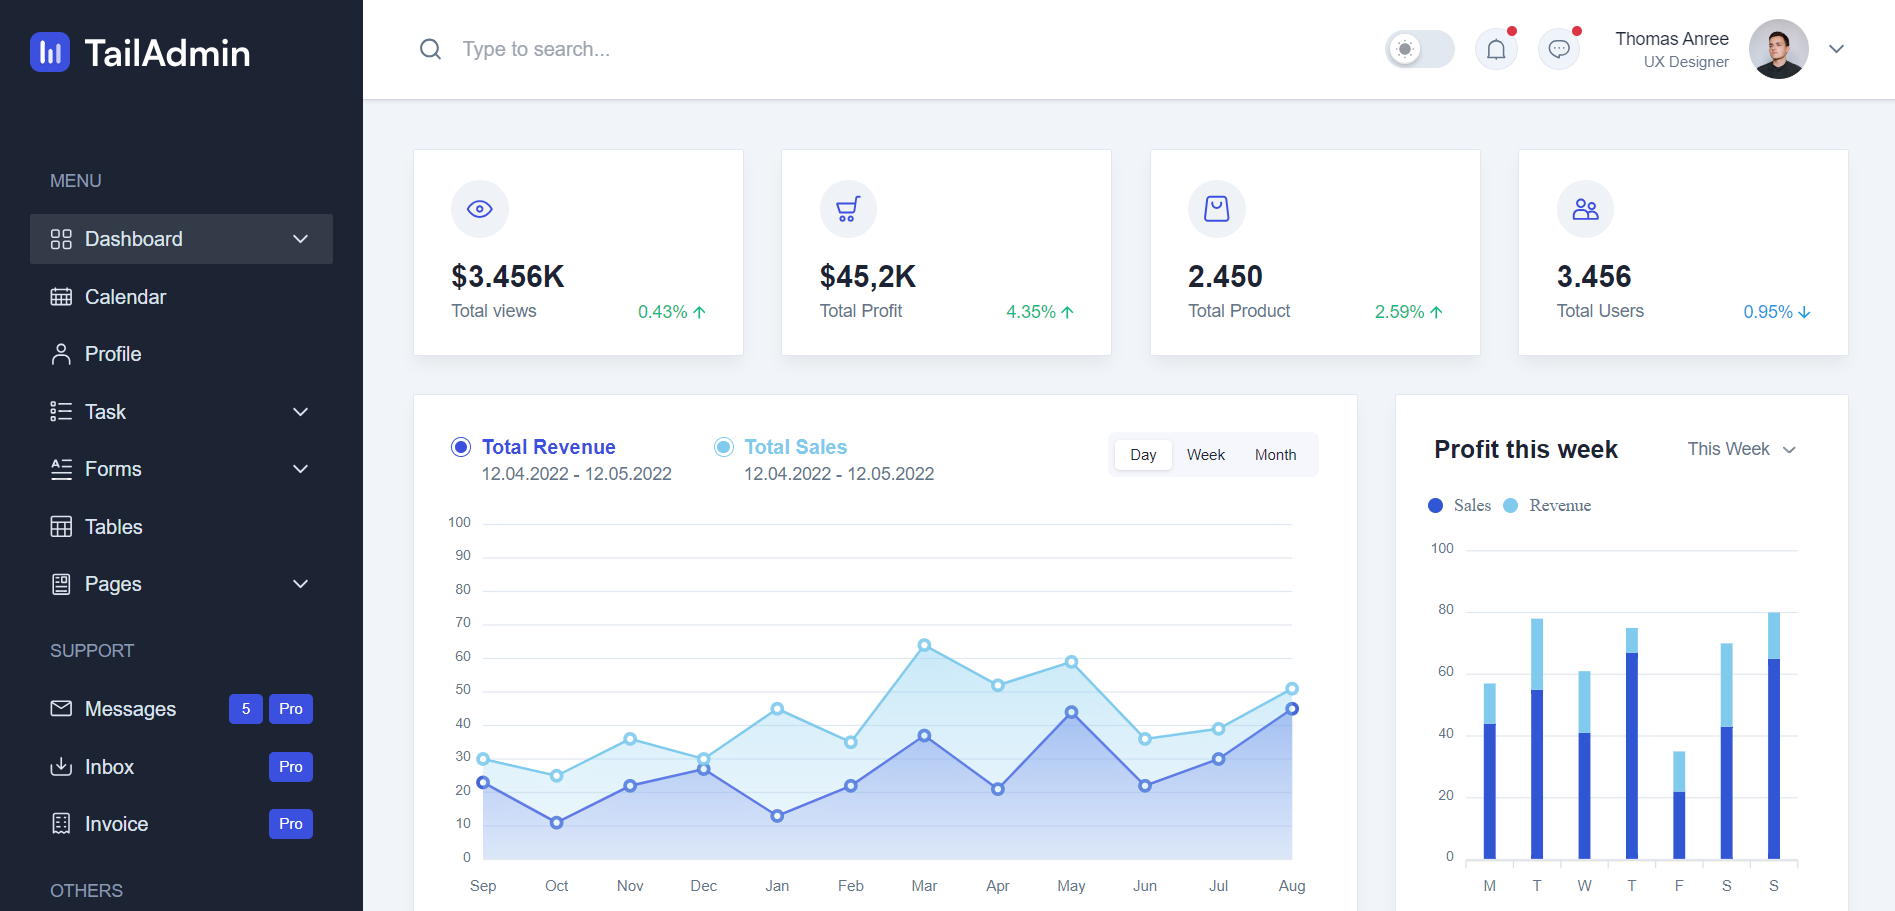 TailAdmin
MENU
Dashboard
Calendar
Profile
Task
Forms
Tables
Pages
SUPPORT
Messages 5 Pro
Inbox Pro
Invoice Pro
OTHERS
Type to search...
Thomas Anree
UX Designer
$3.456K
Total views 0.43%
$45,2K
Total Profit 4.35%
2.450
Total Product 2.59%
3.456
Total Users 0.95%
Total Revenue
12.04.2022 - 12.05.2022
Total Sales
12.04.2022 - 12.05.2022
Day Week Month
100
90
80
70
60
50
40
30
20
10
0
Sep Oct Nov Dec Jan Feb Mar Apr May Jun Jul Aug
Profit this week This Week
Sales Revenue
100
80
60
40
20
0
M T W T F S S